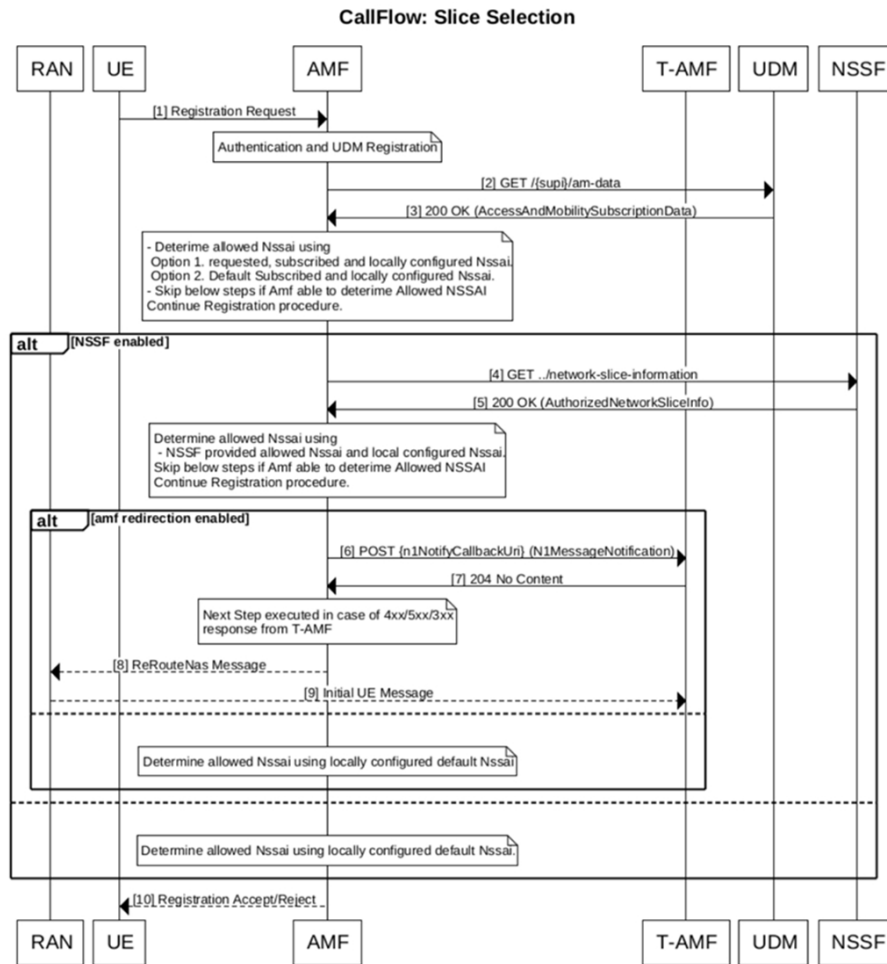 CallFlow: Slice Selection
RAN UE AMF T-AMF UDM NSSF
[1] Registration Request
Authentication and UDM Registration
[2] GET /{supi}/am-data
[3] 200 OK (AccessAndMobilitySubscriptionData)
- Deterime allowed Nssai using
Option 1. requested, subscribed and locally configured Nssai.
Option 2. Default Subscribed and locally configured Nssai.
- Skip below steps if Amf able to deterime Allowed NSSAI
Continue Registration procedure.
alt [NSSF enabled]
[4] GET ../network-slice-information
[5] 200 OK (AuthorizedNetworkSliceInfo)
Determine allowed Nssai using
- NSSF provided allowed Nssai and local configured Nssai.
Skip below steps if Amf able to deterime Allowed NSSAI
Continue Registration procedure.
alt [amf redirection enabled]
[6] POST {n1NotifyCallbackUri} (N1MessageNotification)
[7] 204 No Content
Next Step executed in case of 4xx/5xx/3xx
response from T-AMF
[8] ReRouteNas Message
[9] Initial UE Message
Determine allowed Nssai using locally configured default Nssai
Determine allowed Nssai using locally configured default Nssai.
[10] Registration Accept/Reject
RAN UE AMF T-AMF UDM NSSF